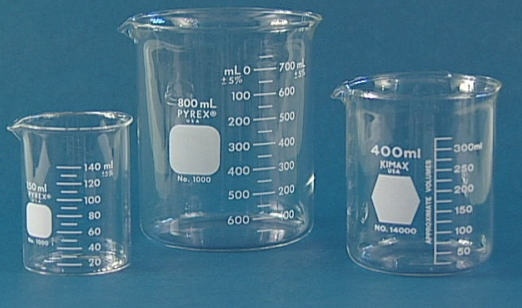 140 ml
±5%
120
100
80
60
40
20
150 ml
PYREX®
No. 1000
800 mL
PYREX®
USA
No. 1000
mL 0
±5%
100
200
300
400
500
600
700 mL
±5%
600
500
400
300
200
400ml
KIMAX
USA
NO. 14000
APPROXIMATE VOLUMES
300ml
250
200
150
100
50